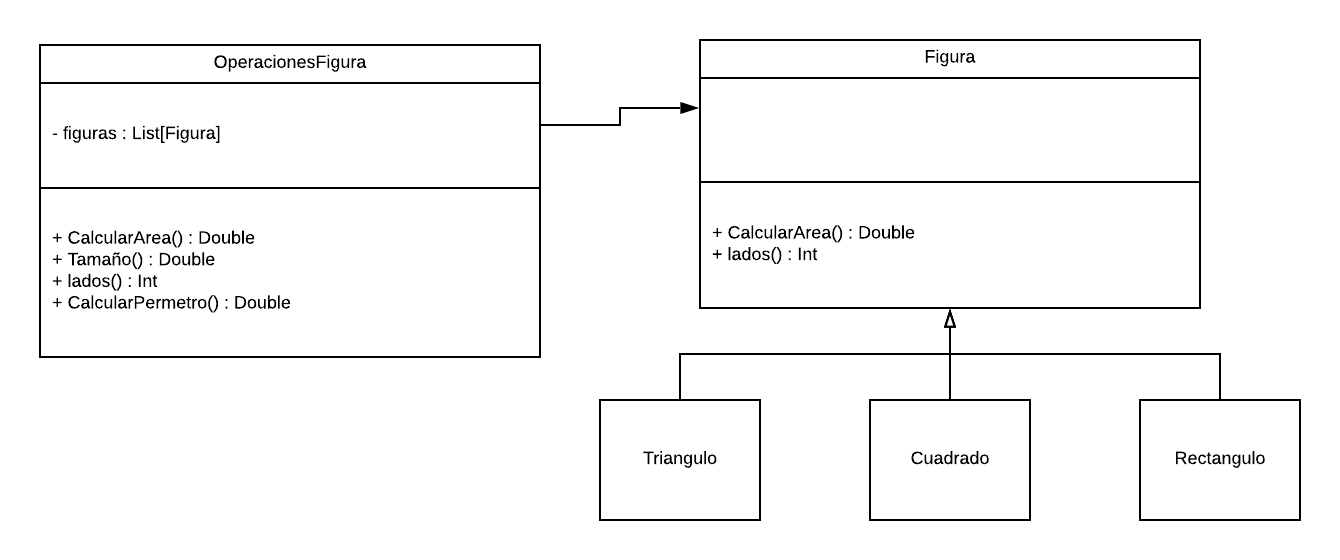 OperacionesFigura
- figuras : List[Figura]
+ CalcularArea() : Double
+ Tamaño() : Double
+ lados() : Int
+ CalcularPermetro() : Double
Figura
+ CalcularArea() : Double
+ lados() : Int
Triangulo
Cuadrado
Rectangulo